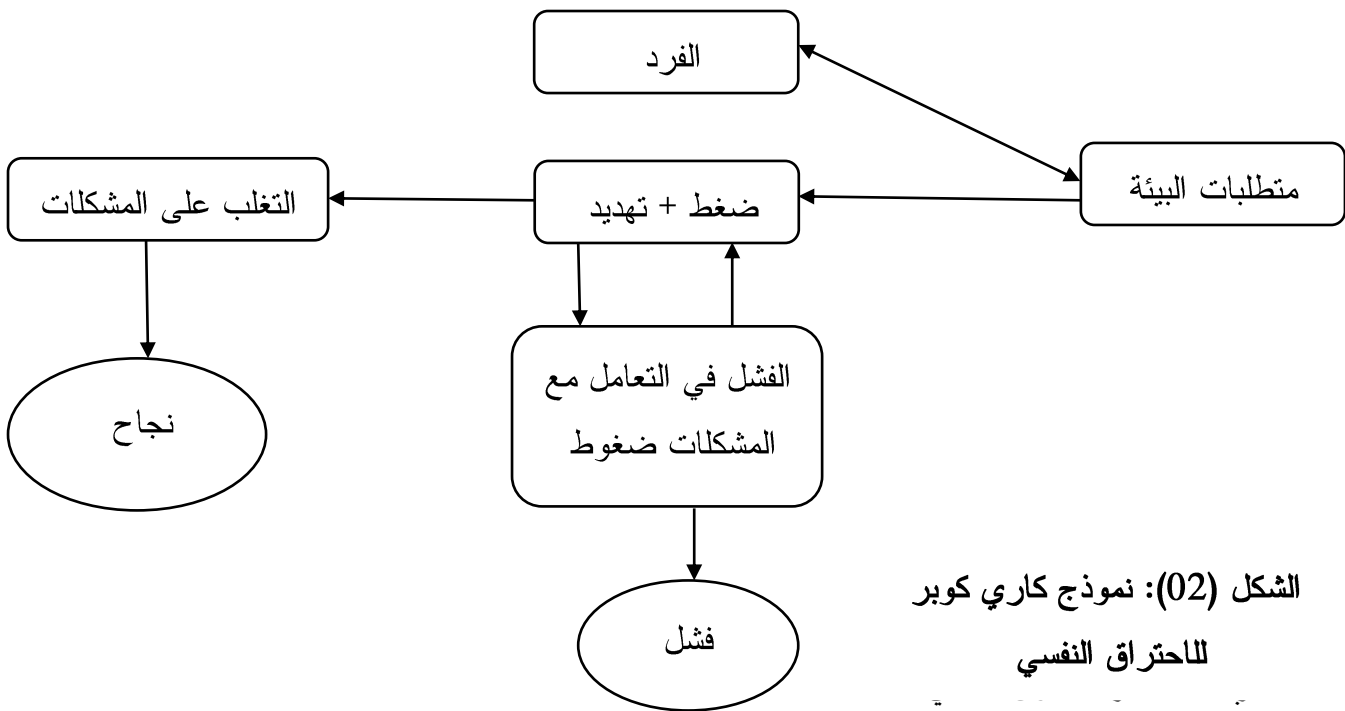 الفرد
متطلبات البيئة
ضغط + تهديد
التغلب على المشكلات
الفشل في التعامل مع
المشكلات ضغوط
نجاح
فشل
الشكل (02): نموذج كاري كوبر
للاحتراق النفسي